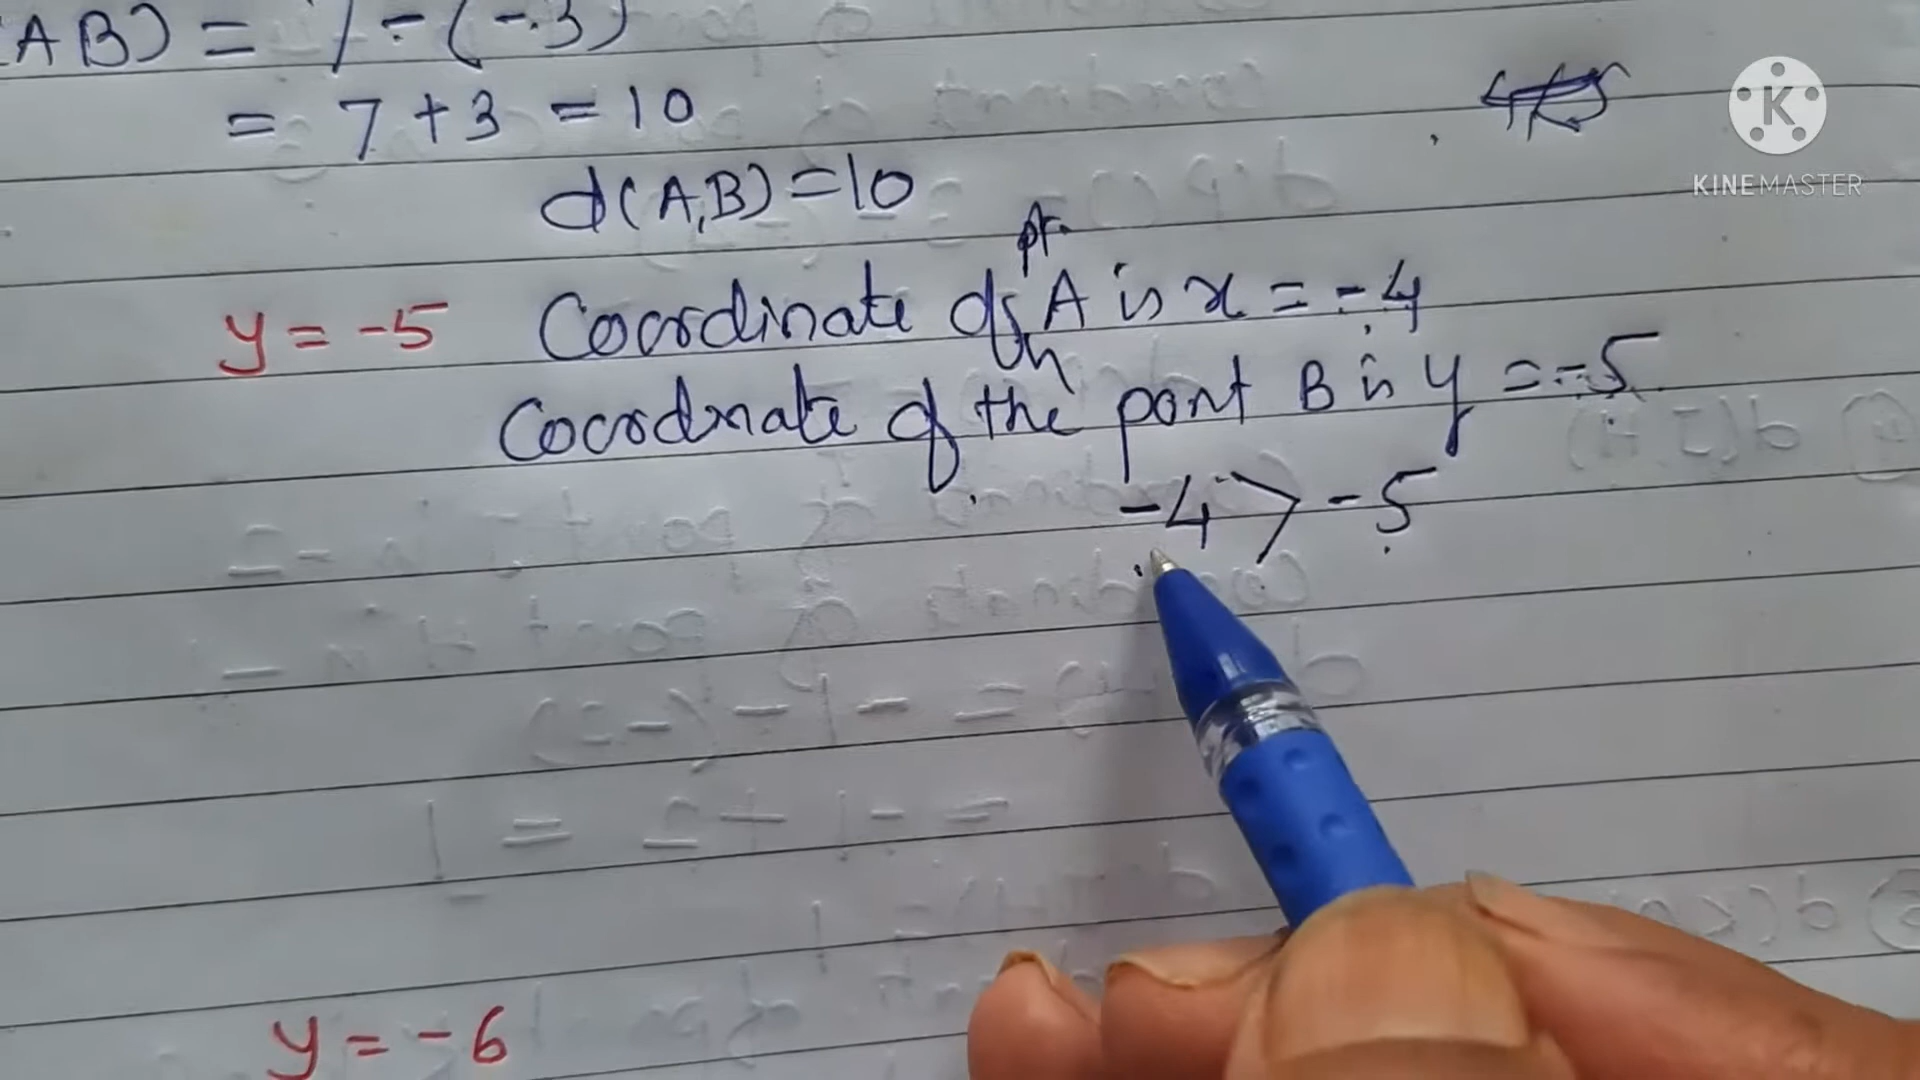 (AB) = 7 - (-3)
= 7 + 3 = 10
d(A,B) = 10
pt.
y = -5 Coordinate of A is x = -4
Coordinate of the point B is y = -5
-4 > -5
y = -6
KINEMASTER